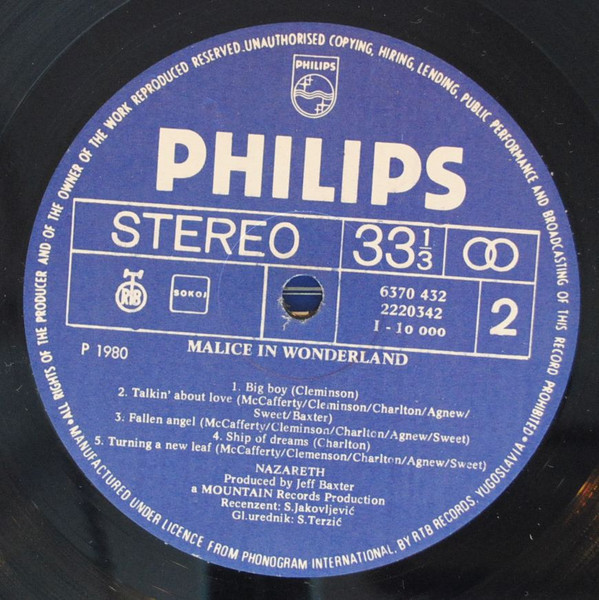 ·ALL RIGHTS OF THE PRODUCER AND OF THE OWNER OF THE WORK REPRODUCED RESERVED.UNAUTHORISED COPYING, HIRING, LENDING, PUBLIC PERFORMANCE AND BROADCASTING OF THIS RECORD PROHIBITED·
PHILIPS
PHILIPS
STEREO
33 1/3
RTB
SOKOJ
6370 432
2220342
I - 10 000
2
P 1980
MALICE IN WONDERLAND
1. Big boy (Cleminson)
2. Talkin' about love (McCafferty/Cleminson/Charlton/Agnew/
Sweet/Baxter)
3. Fallen angel (McCafferty/Cleminson/Charlton/Agnew/Sweet)
4. Ship of dreams (Charlton)
5. Turning a new leaf (McCafferty/Clemenson/Charlton/Agnew/Sweet)
NAZARETH
Produced by Jeff Baxter
a MOUNTAIN Records Production
Recenzent: S.Jakovljević
Gl.urednik: S.Terzić
MANUFACTURED UNDER LICENCE FROM PHONOGRAM INTERNATIONAL. BY RTB RECORDS. YUGOSLAVIA·